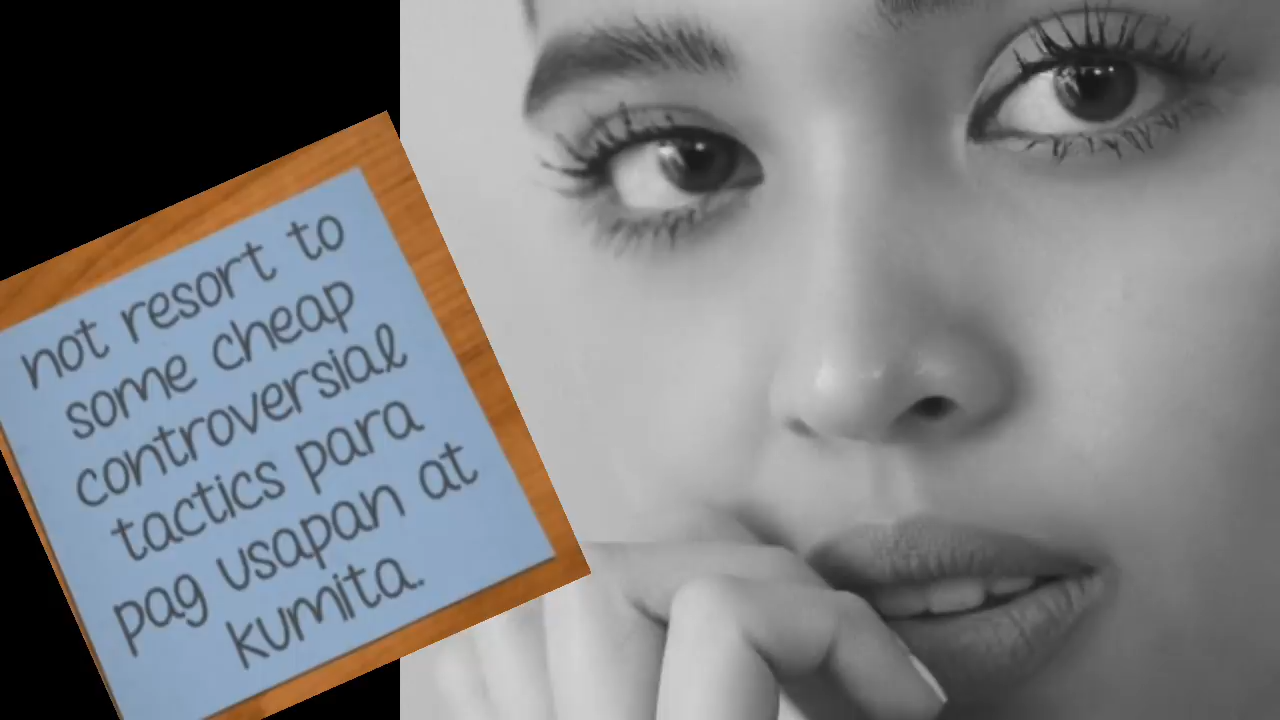 not resort to
some cheap
controversial
tactics para
pag usapan at
kumita.